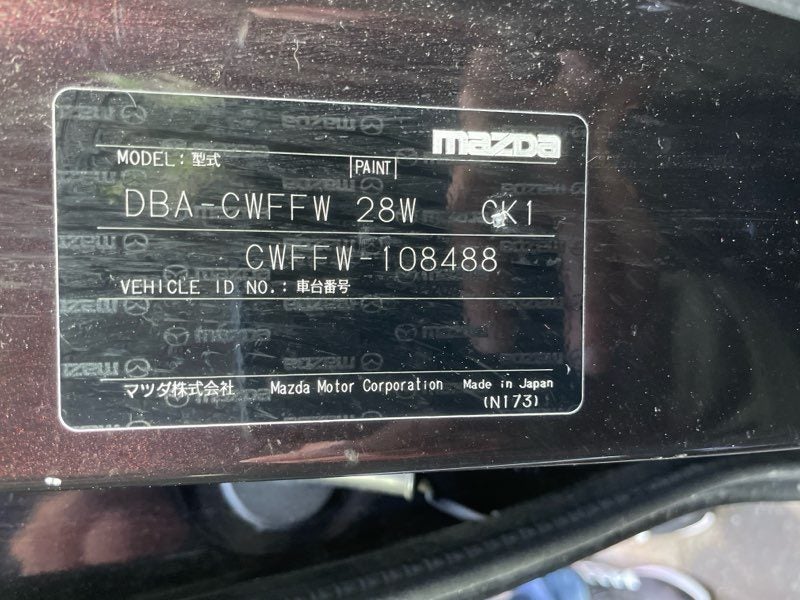 mazda
MODEL: 型式 PAINT
DBA-CWFFW 28W CK1
CWFFW-108488
VEHICLE ID NO.: 車台番号
マツダ株式会社 Mazda Motor Corporation Made in Japan
(N173)